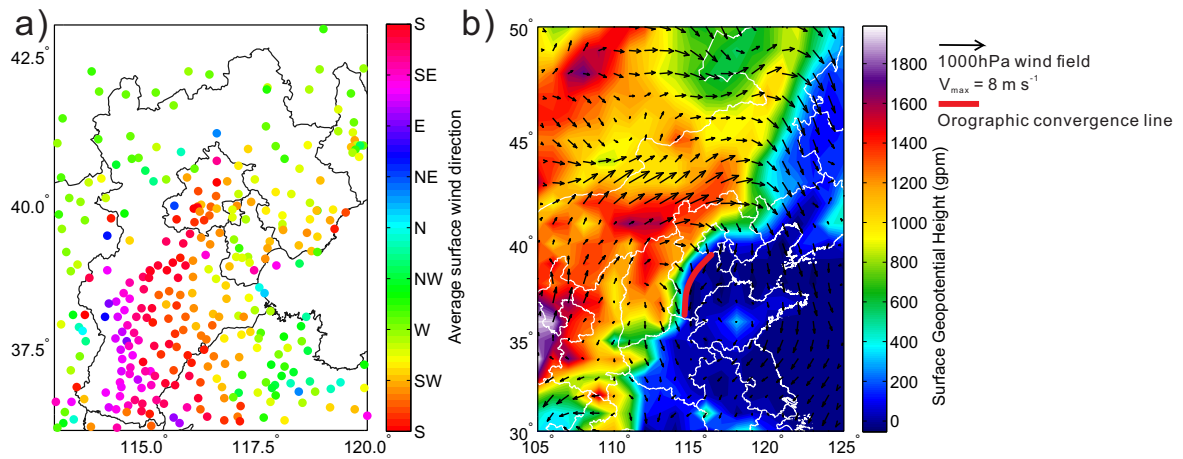 a)
42.5°
40.0°
37.5°
115.0°
117.5°
120.0°
S
SE
E
NE
N
NW
W
SW
S
Average surface wind direction
b)
50°
45°
40°
35°
30°
105°
110°
115°
120°
125°
1800
1600
1400
1200
1000
800
600
400
200
0
Surface Geopotential Height (gpm)
1000hPa wind field
Vmax = 8 m s⁻¹
Orographic convergence line